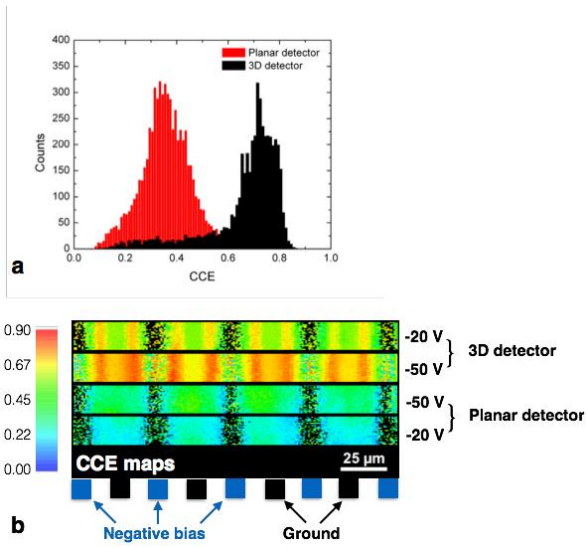 400
350
300
250
200
150
100
50
0
Counts
Planar detector
3D detector
0.0 0.2 0.4 0.6 0.8 1.0
CCE
a
0.90
0.67
0.45
0.22
0.00
-20 V
-50 V
3D detector
-50 V
-20 V
Planar detector
CCE maps
25 µm
Negative bias
Ground
b